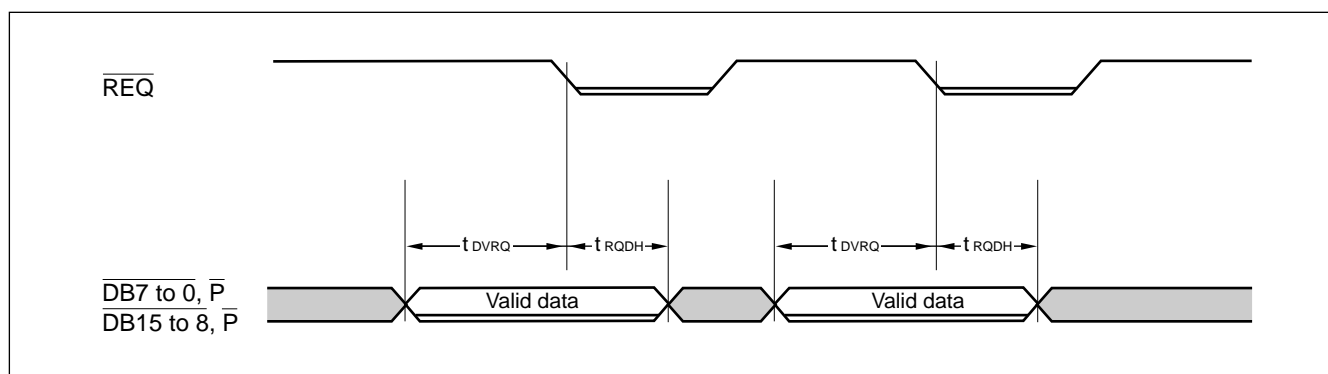 REQ
t DVRQ t RQDH t DVRQ t RQDH
DB7 to 0, P
DB15 to 8, P
Valid data Valid data